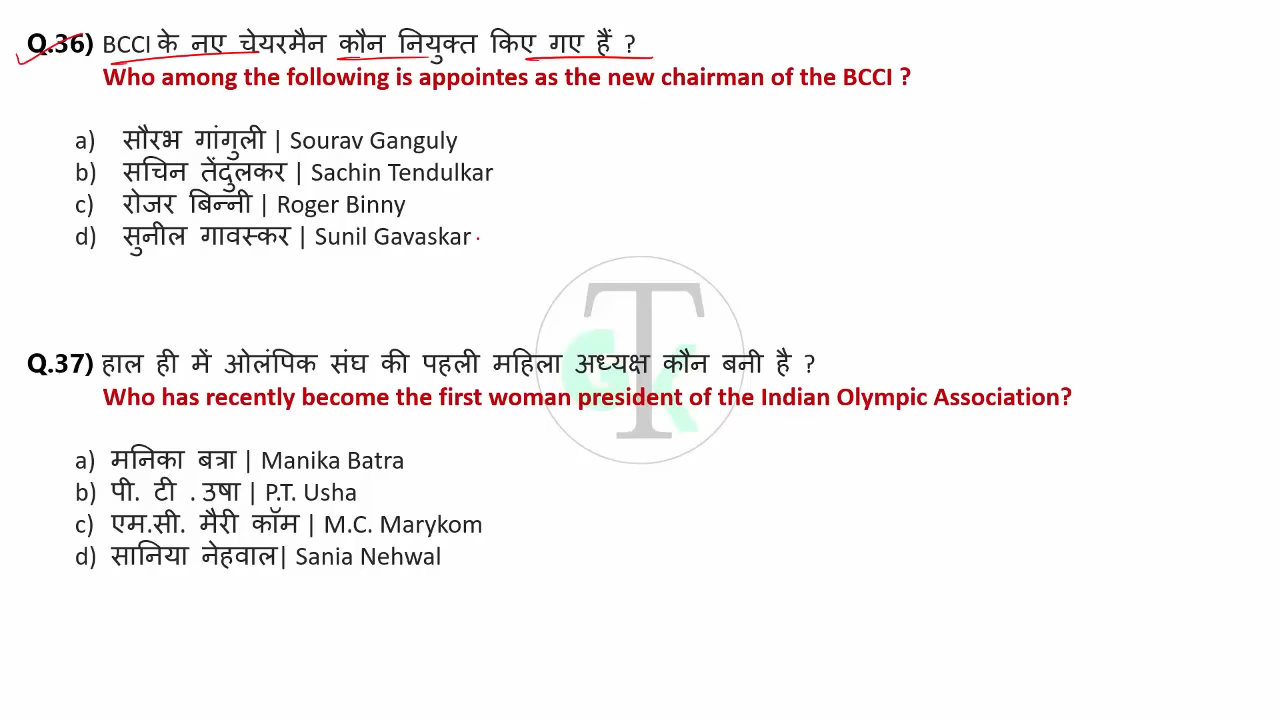 Q.36) BCCI के नए चेयरमैन कौन नियुक्त किए गए हैं ?
Who among the following is appointes as the new chairman of the BCCI ?
a) सौरभ गांगुली | Sourav Ganguly
b) सचिन तेंदुलकर | Sachin Tendulkar
c) रोजर बिन्नी | Roger Binny
d) सुनील गावस्कर | Sunil Gavaskar
Q.37) हाल ही में ओलंपिक संघ की पहली महिला अध्यक्ष कौन बनी है ?
Who has recently become the first woman president of the Indian Olympic Association?
a) मनिका बत्रा | Manika Batra
b) पी. टी . उषा | P.T. Usha
c) एम.सी. मैरी कॉम | M.C. Marykom
d) सानिया नेहवाल| Sania Nehwal
GTK